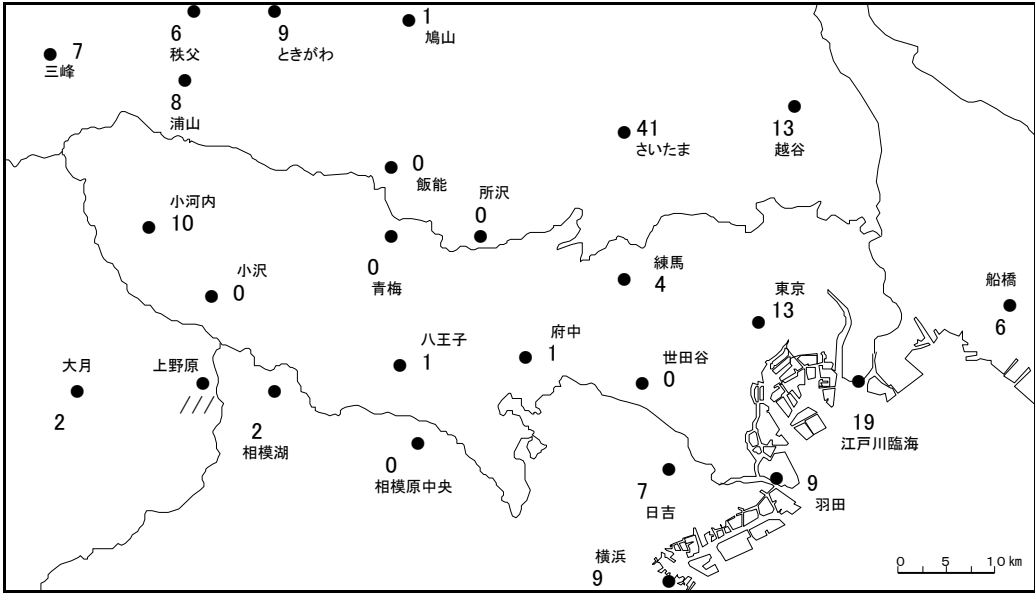 6
秩父
9
ときがわ
1
鳩山
7
三峰
8
浦山
41
さいたま
13
越谷
0
飯能
所沢
0
小河内
10
0
青梅
小沢
0
練馬
4
東京
13
船橋
6
大月
2
上野原
///
2
相模湖
八王子
1
府中
1
世田谷
0
19
江戸川臨海
0
相模原中央
7
日吉
9
羽田
横浜
9
0 5 10km